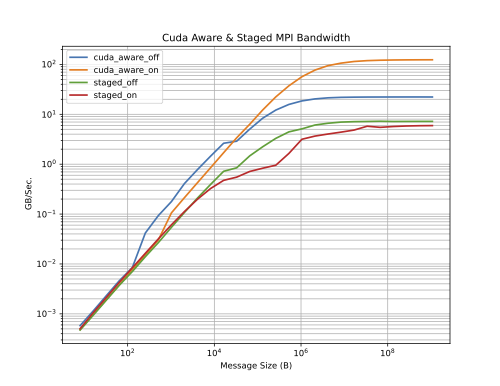 Cuda Aware & Staged MPI Bandwidth
cuda_aware_off
cuda_aware_on
staged_off
staged_on
GB/Sec.
10²
10¹
10⁰
10⁻¹
10⁻²
10⁻³
10² 10⁴ 10⁶ 10⁸
Message Size (B)